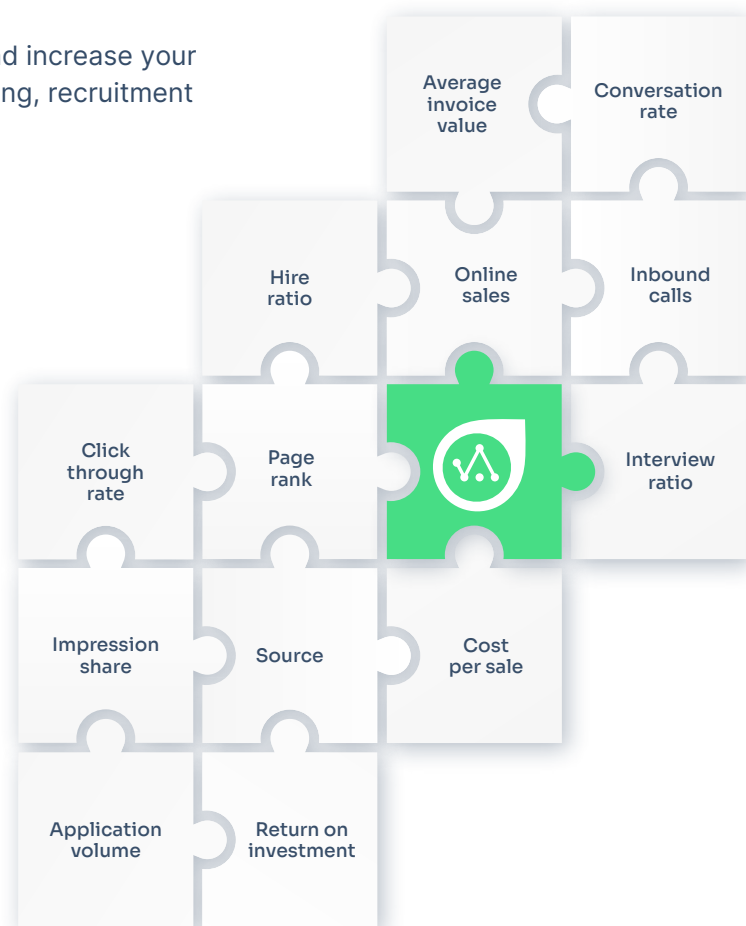 d increase your
ng, recruitment
Average
invoice
value
Conversation
rate
Hire
ratio
Online
sales
Inbound
calls
Click
through
rate
Page
rank
Interview
ratio
Impression
share
Source
Cost
per sale
Application
volume
Return on
investment